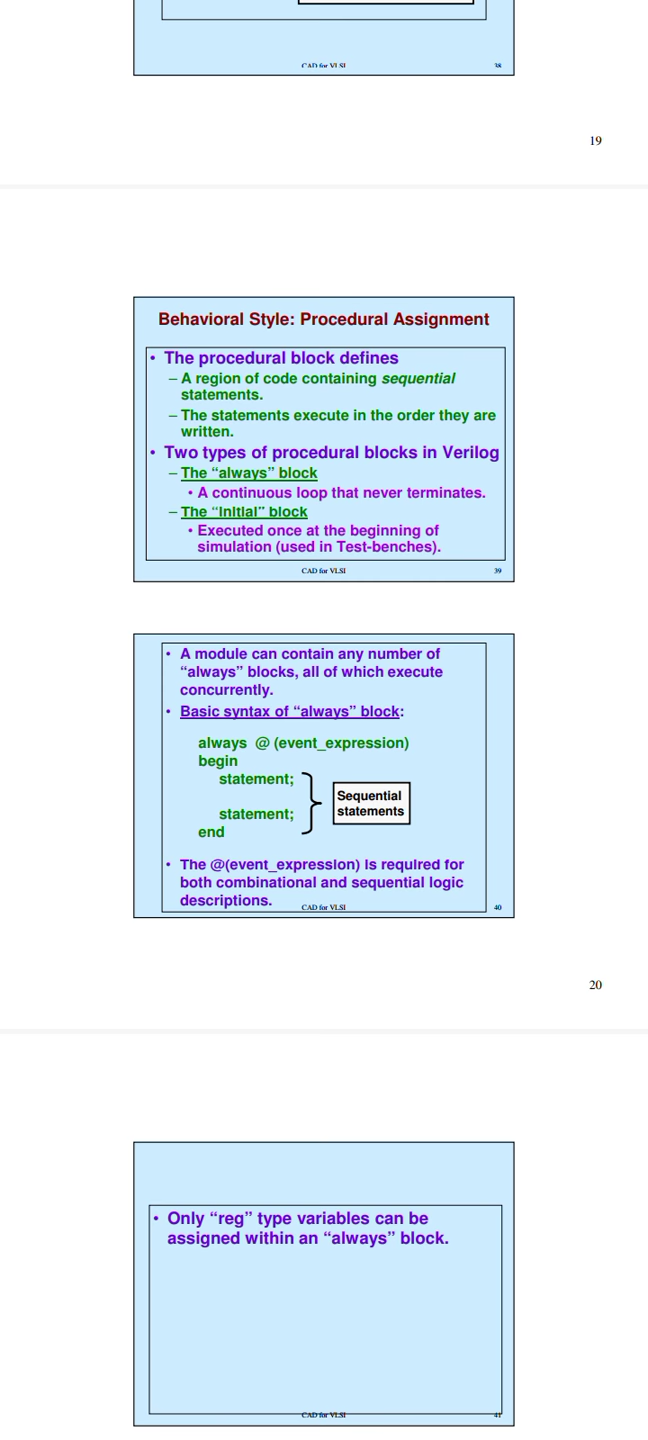 CAD for VLSI 38
19
Behavioral Style: Procedural Assignment
• The procedural block defines
– A region of code containing sequential
statements.
– The statements execute in the order they are
written.
• Two types of procedural blocks in Verilog
– The “always” block
• A continuous loop that never terminates.
– The “initial” block
• Executed once at the beginning of
simulation (used in Test-benches).
CAD for VLSI 39
• A module can contain any number of
“always” blocks, all of which execute
concurrently.
• Basic syntax of “always” block:
always @ (event_expression)
begin
statement;
Sequential
statements
statement;
end
• The @(event_expression) is required for
both combinational and sequential logic
descriptions.
CAD for VLSI 40
20
• Only “reg” type variables can be
assigned within an “always” block.
CAD for VLSI 41